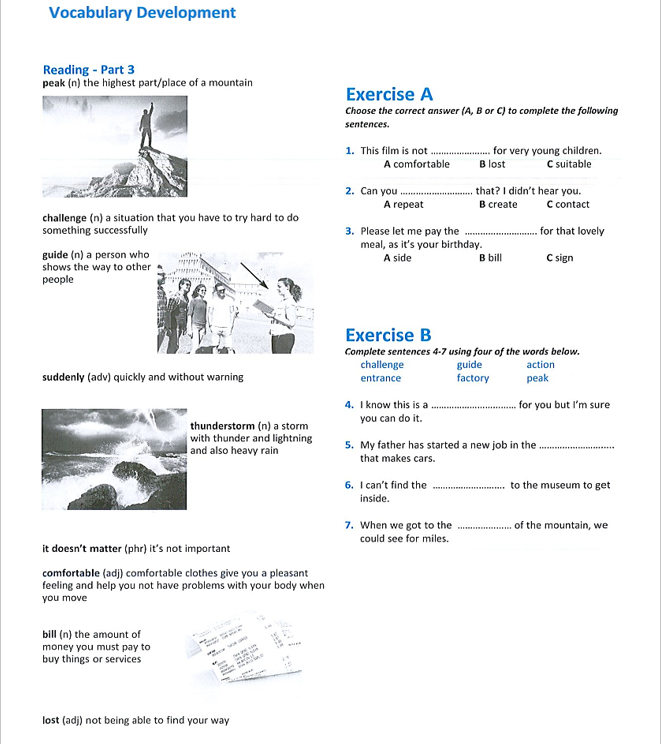 Vocabulary Development
Reading - Part 3
peak (n) the highest part/place of a mountain
challenge (n) a situation that you have to try hard to do
something successfully
guide (n) a person who
shows the way to other
people
suddenly (adv) quickly and without warning
thunderstorm (n) a storm
with thunder and lightning
and also heavy rain
it doesn't matter (phr) it's not important
comfortable (adj) comfortable clothes give you a pleasant
feeling and help you not have problems with your body when
you move
bill (n) the amount of
money you must pay to
buy things or services
lost (adj) not being able to find your way
Exercise A
Choose the correct answer (A, B or C) to complete the following
sentences.
1. This film is not ........................ for very young children.
A comfortable B lost C suitable
2. Can you ............................. that? I didn't hear you.
A repeat B create C contact
3. Please let me pay the ............................. for that lovely
meal, as it's your birthday.
A side B bill C sign
Exercise B
Complete sentences 4-7 using four of the words below.
challenge guide action
entrance factory peak
4. I know this is a .................................. for you but I'm sure
you can do it.
5. My father has started a new job in the ..............................
that makes cars.
6. I can't find the ............................. to the museum to get
inside.
7. When we got to the ...................... of the mountain, we
could see for miles.